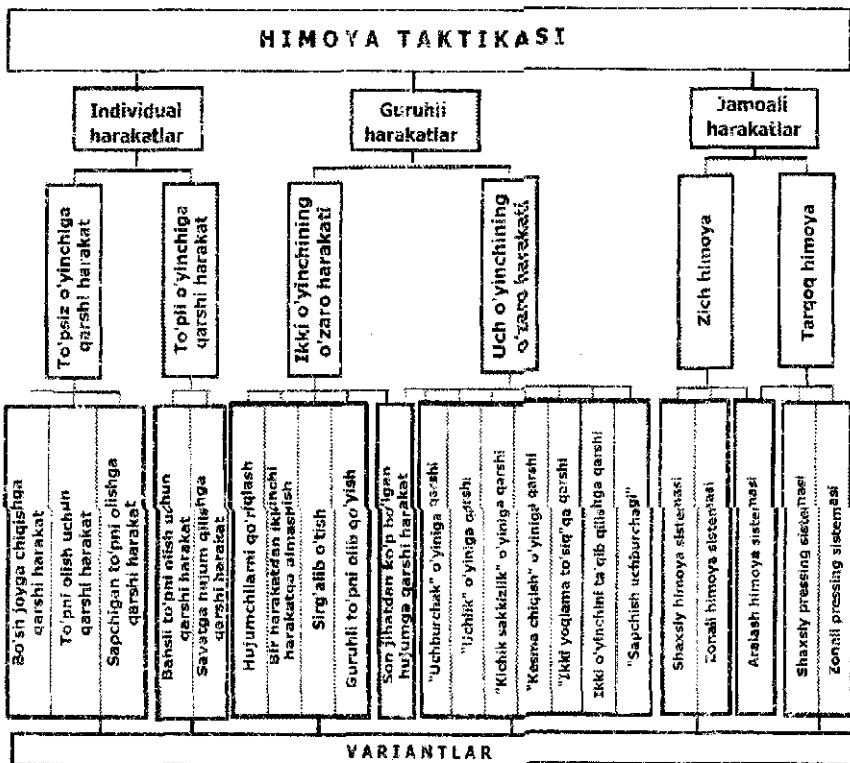 HIMOYA TAKTIKASI
Individual
harakatlar
Guruhli
harakatlar
Jamoali
harakatlar
To'psiz o'yinchiga
qarshi harakat
To'pli o'yinchiga
qarshi harakat
Ikki o'yinchining
o'zaro harakati
Uch o'yinchining
o'zaro harakati
Zich himoya
Tarqoq himoya
Bo'sh joyga chiqishga
qarshi harakat
To'pni olish uchun
qarshi harakat
Sapchigan to'pni olishga
qarshi harakat
Bahsli to'pni olish uchun
qarshi harakat
Savatga hujum qilishga
qarshi harakat
Hujumchilarni qo'riqlash
Bir harakatdan ikkinchi
harakatga almashish
Sirg'alib o'tish
Guruhli to'pni olib qo'yish
Son jihatdan ko'p bo'lgan
hujumga qarshi harakat
"Uchburchak" o'yiniga qarshi
"Uchlik" o'yiniga qarshi
"Kichik sakkizlik" o'yiniga qarshi
"Kesma chiqish" o'yiniga qarshi
"Ikki yoqlama to'siq"qa qarshi
Ikki o'yinchini ta'qib qilishga qarshi
"Sapchish uchburchagi"
Shaxsiy himoya sistemasi
Zonali himoya sistemasi
Aralash himoya sistemasi
Shaxsiy pressing sistemasi
Zonali pressing sistemasi
VARIANTLAR